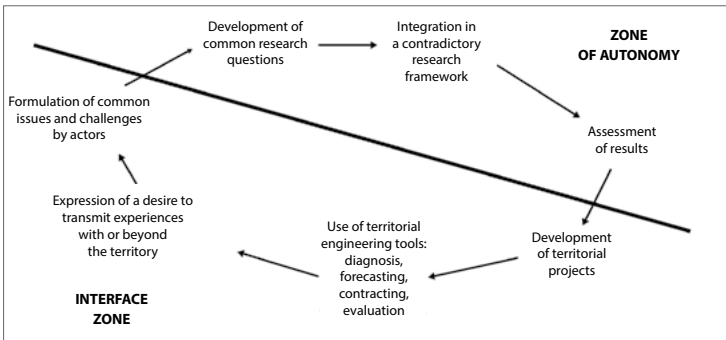 Development of
common research
questions
Integration in
a contradictory
research
framework
ZONE
OF AUTONOMY
Formulation of common
issues and challenges
by actors
Assessment
of results
Expression of a desire to
transmit experiences
with or beyond
the territory
Use of territorial
engineering tools:
diagnosis,
forecasting,
contracting,
evaluation
Development
of territorial
projects
INTERFACE
ZONE